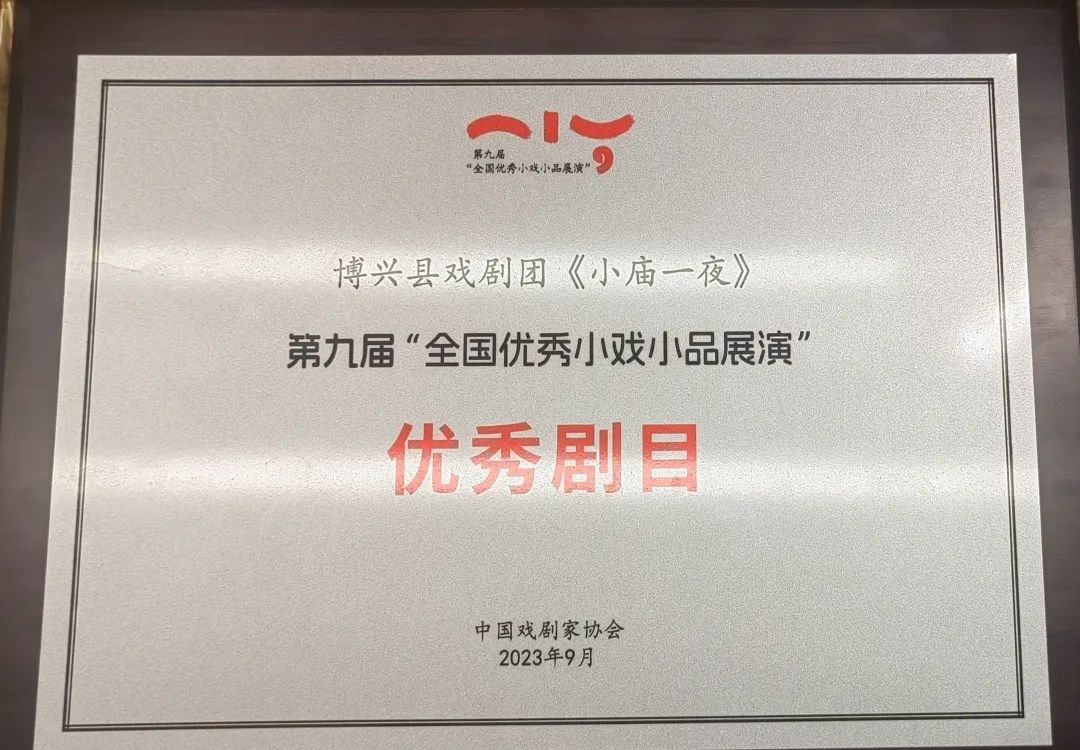 第九届
“全国优秀小戏小品展演”
博兴县戏剧团《小庙一夜》
第九届“全国优秀小戏小品展演”
优秀剧目
中国戏剧家协会
2023年9月